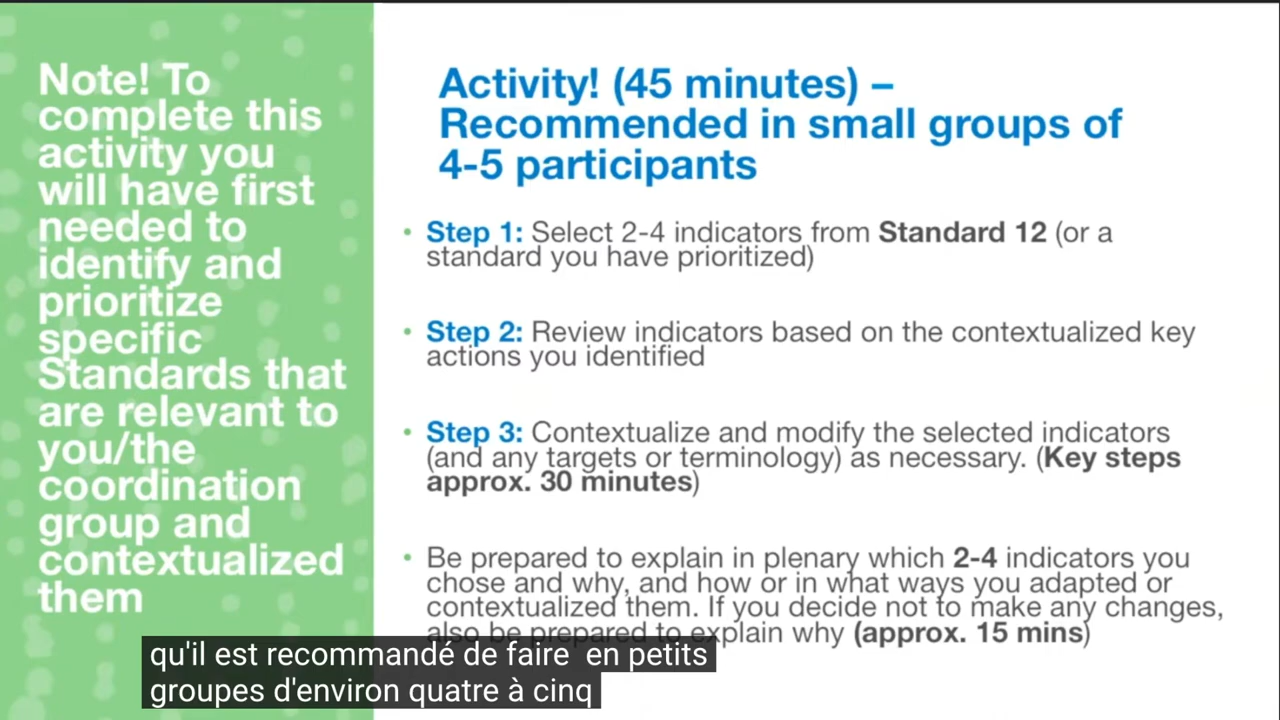 Note! To
complete this
activity you
will have first
needed to
identify and
prioritize
specific
Standards that
are relevant to
you/the
coordination
group and
contextualized
them
Activity! (45 minutes) –
Recommended in small groups of
4-5 participants
• Step 1: Select 2-4 indicators from Standard 12 (or a
standard you have prioritized)
• Step 2: Review indicators based on the contextualized key
actions you identified
• Step 3: Contextualize and modify the selected indicators
(and any targets or terminology) as necessary. (Key steps
approx. 30 minutes)
• Be prepared to explain in plenary which 2-4 indicators you
chose and why, and how or in what ways you adapted or
contextualized them. If you decide not to make any changes,
also be prepared to explain why (approx. 15 mins)
qu'il est recommandé de faire en petits
groupes d'environ quatre à cinq